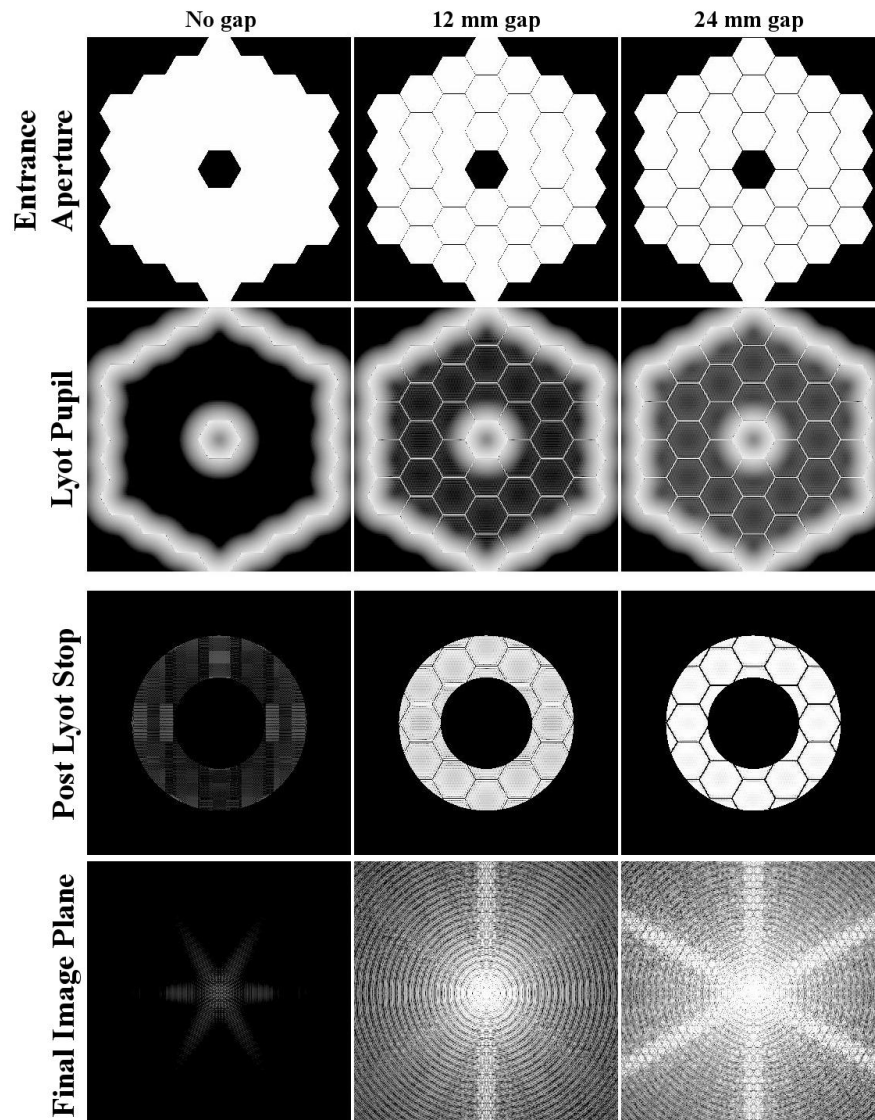 No gap
12 mm gap
24 mm gap
Entrance
Aperture
Lyot Pupil
Post Lyot Stop
Final Image Plane